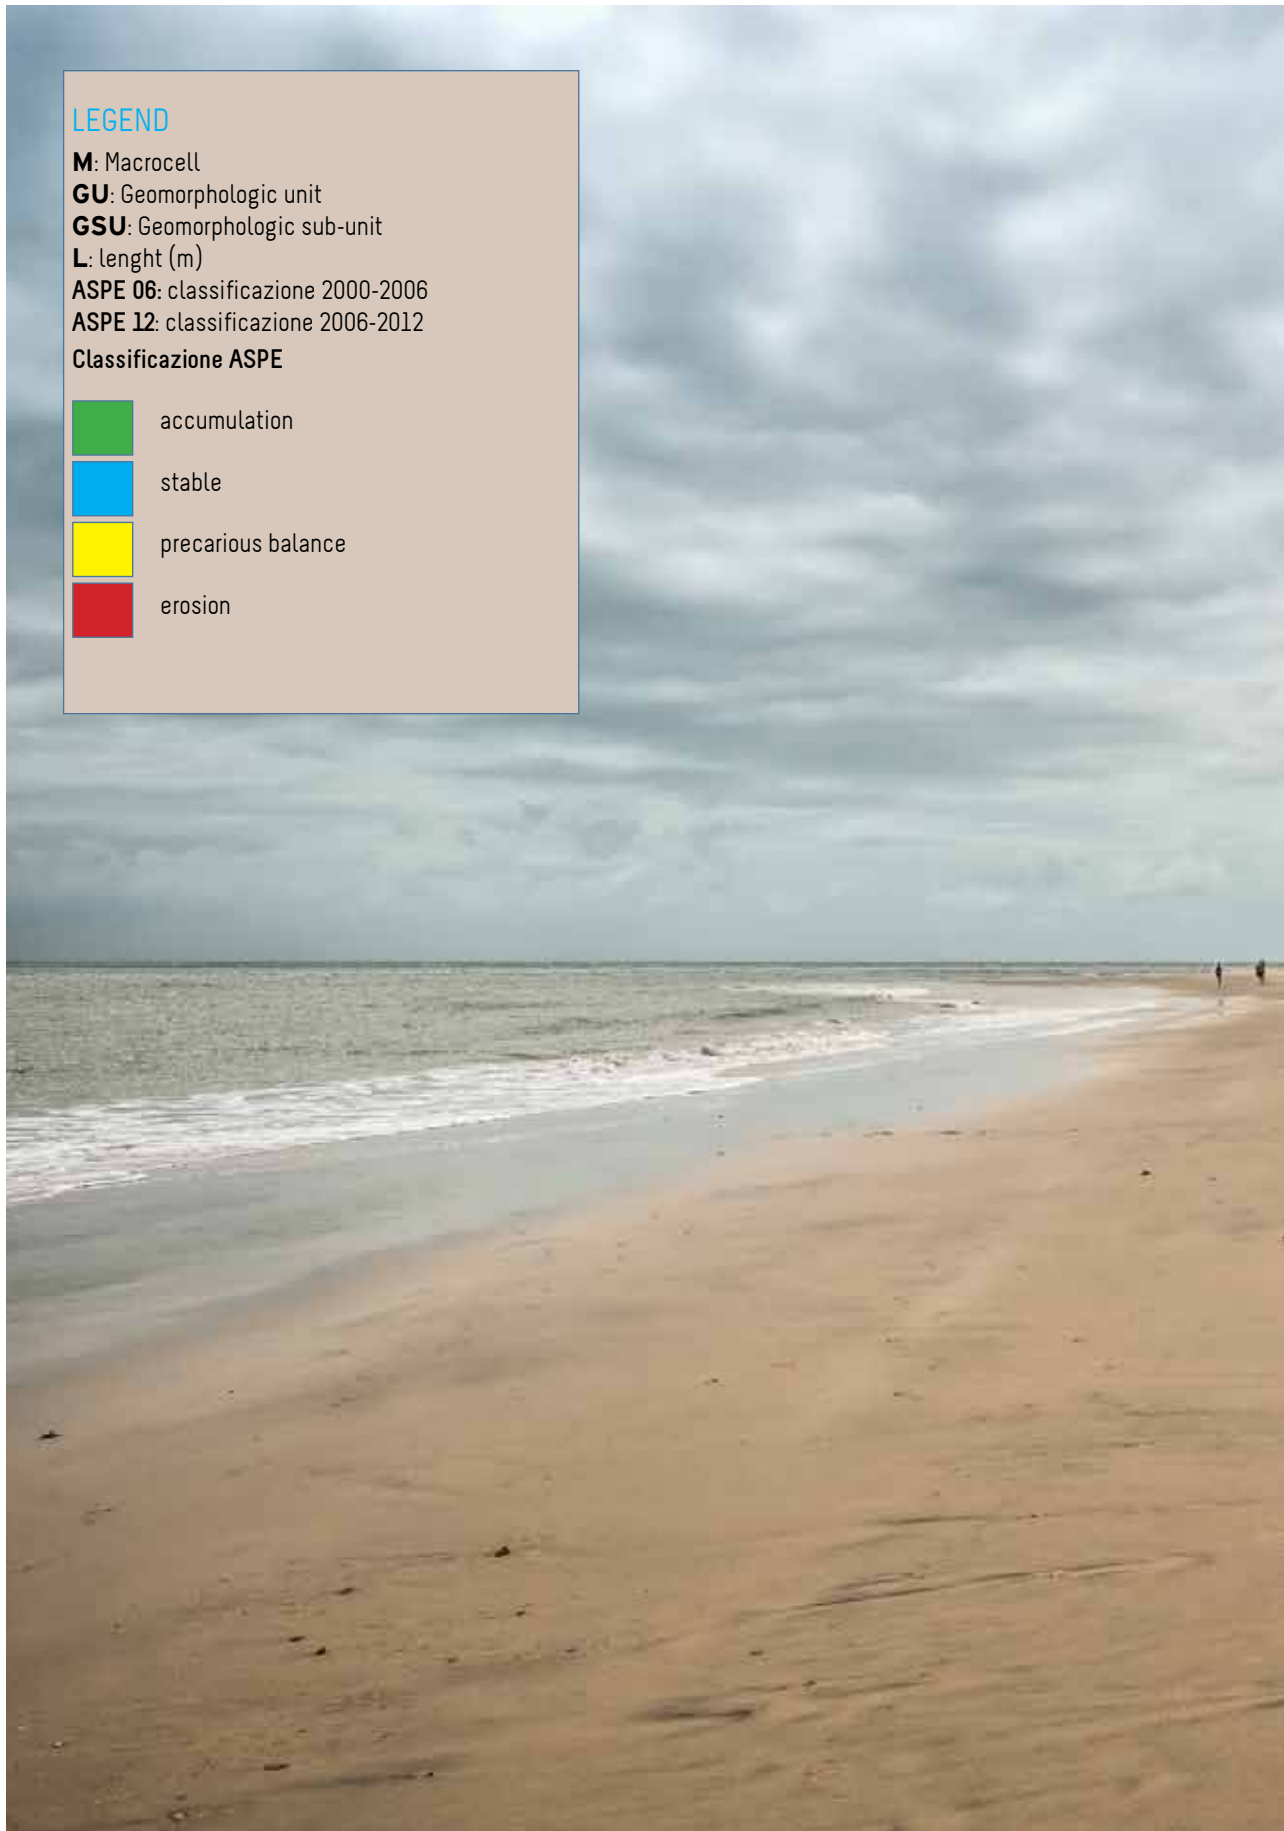 LEGEND
M: Macrocell
GU: Geomorphologic unit
GSU: Geomorphologic sub-unit
L: lenght (m)
ASPE 06: classificazione 2000-2006
ASPE 12: classificazione 2006-2012
Classificazione ASPE
accumulation
stable
precarious balance
erosion